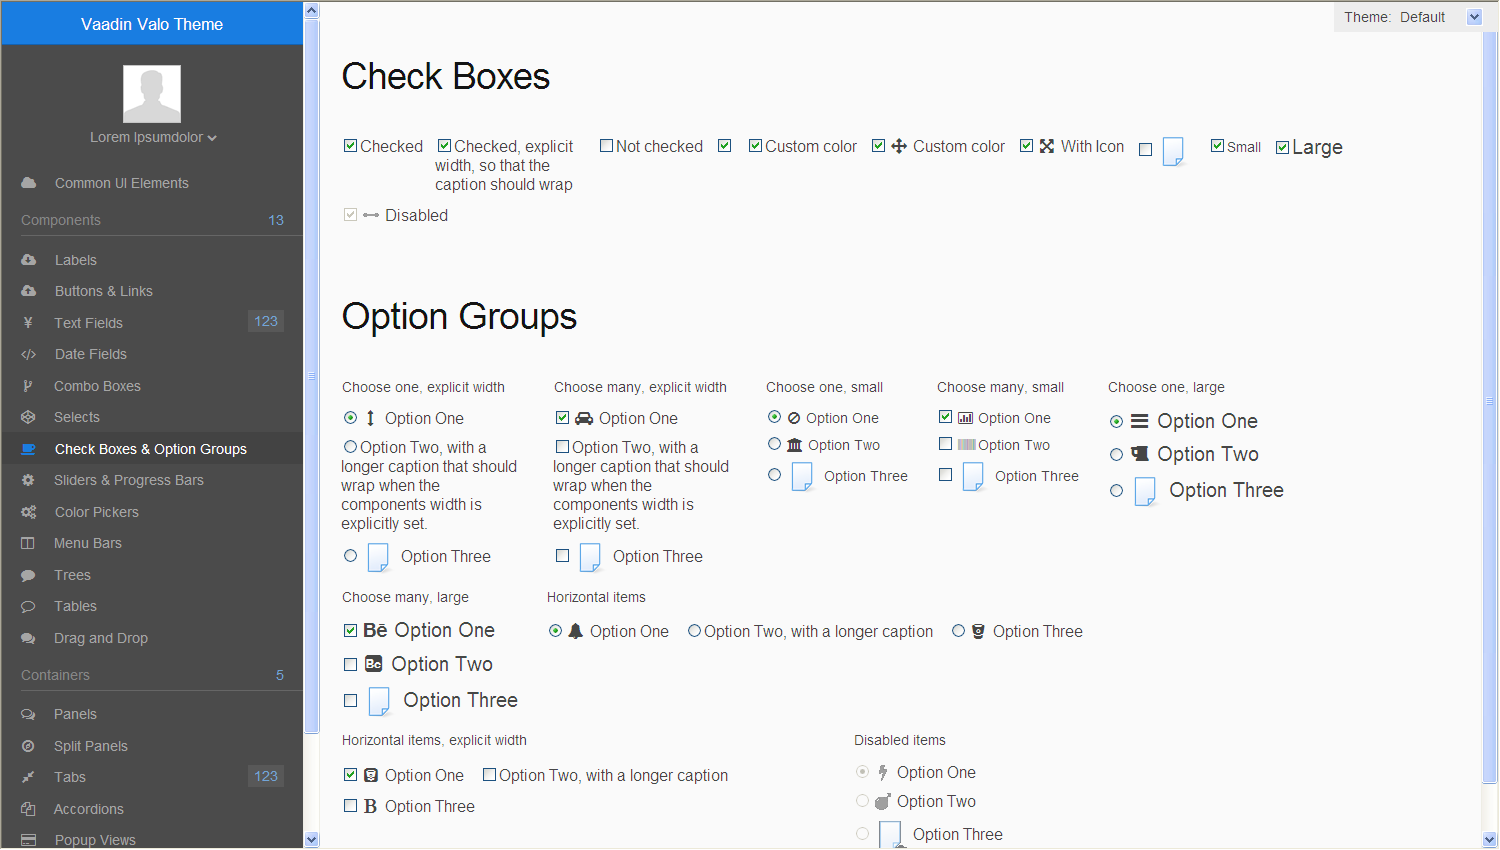 Vaadin Valo Theme
Lorem Ipsumdolor
Common UI Elements
Components 13
Labels
Buttons & Links
Text Fields 123
Date Fields
Combo Boxes
Selects
Check Boxes & Option Groups
Sliders & Progress Bars
Color Pickers
Menu Bars
Trees
Tables
Drag and Drop
Containers 5
Panels
Split Panels
Tabs 123
Accordions
Popup Views
Theme: Default
Check Boxes
Checked
Checked, explicit
width, so that the
caption should wrap
Not checked
Custom color
Custom color
With Icon
Small
Large
Disabled
Option Groups
Choose one, explicit width
Option One
Option Two, with a
longer caption that should
wrap when the
components width is
explicitly set.
Option Three
Choose many, explicit width
Option One
Option Two, with a
longer caption that should
wrap when the
components width is
explicitly set.
Option Three
Choose one, small
Option One
Option Two
Option Three
Choose many, small
Option One
Option Two
Option Three
Choose one, large
Option One
Option Two
Option Three
Choose many, large
Option One
Option Two
Option Three
Horizontal items
Option One Option Two, with a longer caption Option Three
Horizontal items, explicit width
Option One Option Two, with a longer caption
Option Three
Disabled items
Option One
Option Two
Option Three